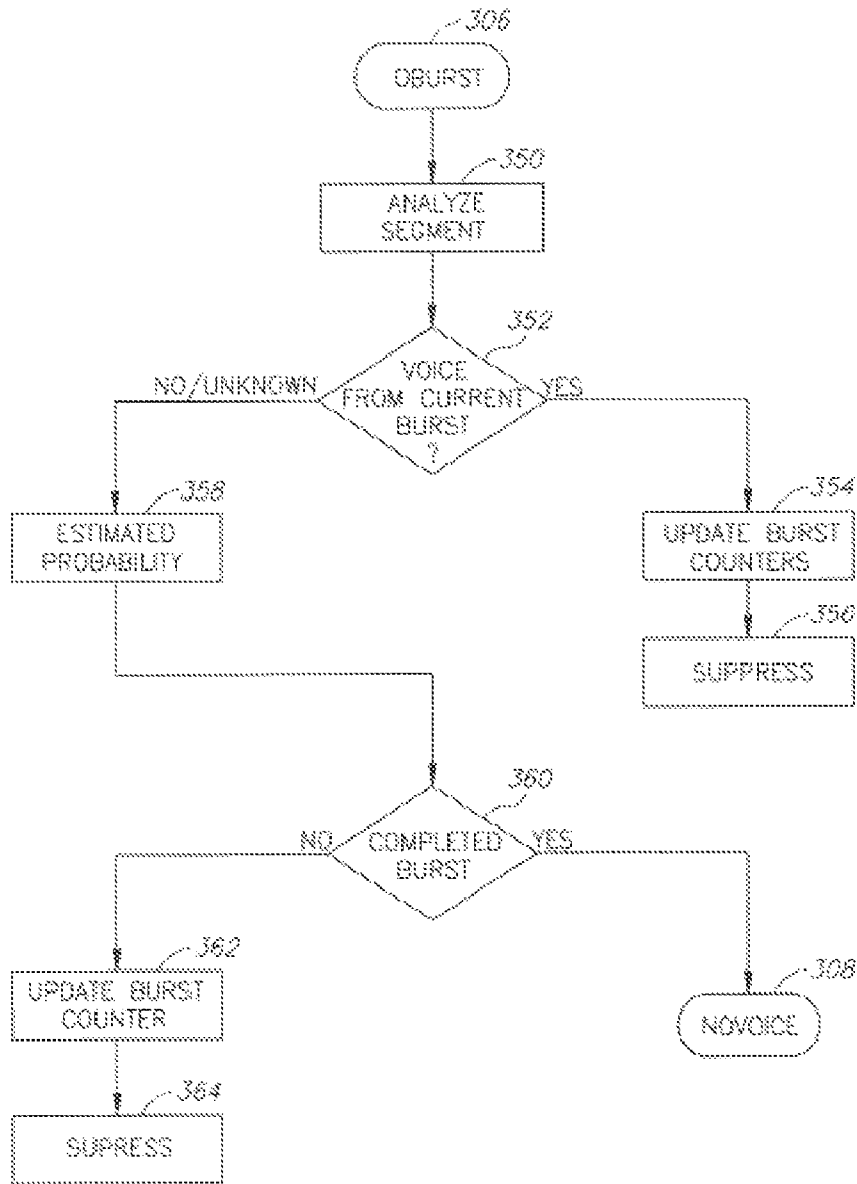 306
OBURST
350
ANALYZE
SEGMENT
352
VOICE
FROM CURRENT
BURST
?
NO/UNKNOWN
YES
358
ESTIMATED
PROBABILITY
354
UPDATE BURST
COUNTERS
356
SUPPRESS
360
COMPLETED
BURST
NO
YES
362
UPDATE BURST
COUNTER
308
NOVOICE
364
SUPRESS